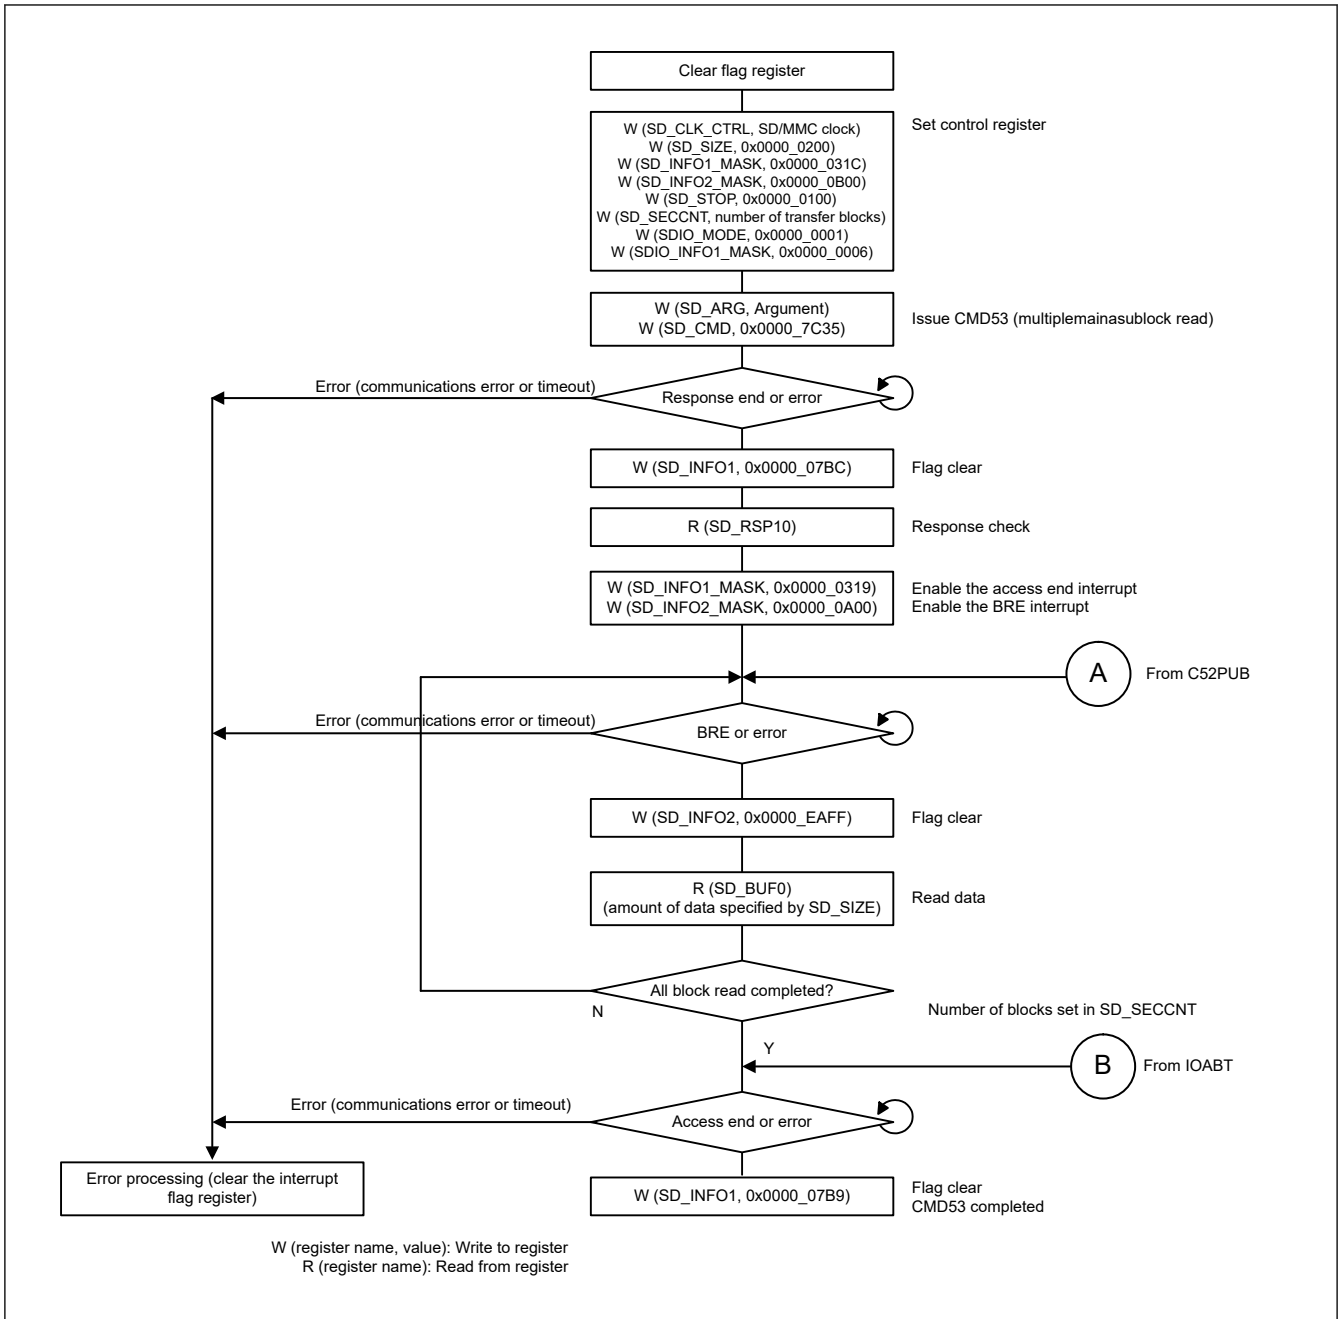 Clear flag register
W (SD_CLK_CTRL, SD/MMC clock)
W (SD_SIZE, 0x0000_0200)
W (SD_INFO1_MASK, 0x0000_031C)
W (SD_INFO2_MASK, 0x0000_0B00)
W (SD_STOP, 0x0000_0100)
W (SD_SECCNT, number of transfer blocks)
W (SDIO_MODE, 0x0000_0001)
W (SDIO_INFO1_MASK, 0x0000_0006)
Set control register
W (SD_ARG, Argument)
W (SD_CMD, 0x0000_7C35)
Issue CMD53 (multiplemainasublock read)
Error (communications error or timeout)
Response end or error
W (SD_INFO1, 0x0000_07BC)
Flag clear
R (SD_RSP10)
Response check
W (SD_INFO1_MASK, 0x0000_0319)
W (SD_INFO2_MASK, 0x0000_0A00)
Enable the access end interrupt
Enable the BRE interrupt
A
From C52PUB
Error (communications error or timeout)
BRE or error
W (SD_INFO2, 0x0000_EAFF)
Flag clear
R (SD_BUF0)
(amount of data specified by SD_SIZE)
Read data
All block read completed?
N
Number of blocks set in SD_SECCNT
Y
B
From IOABT
Error (communications error or timeout)
Access end or error
Error processing (clear the interrupt
flag register)
W (SD_INFO1, 0x0000_07B9)
Flag clear
CMD53 completed
W (register name, value): Write to register
R (register name): Read from register